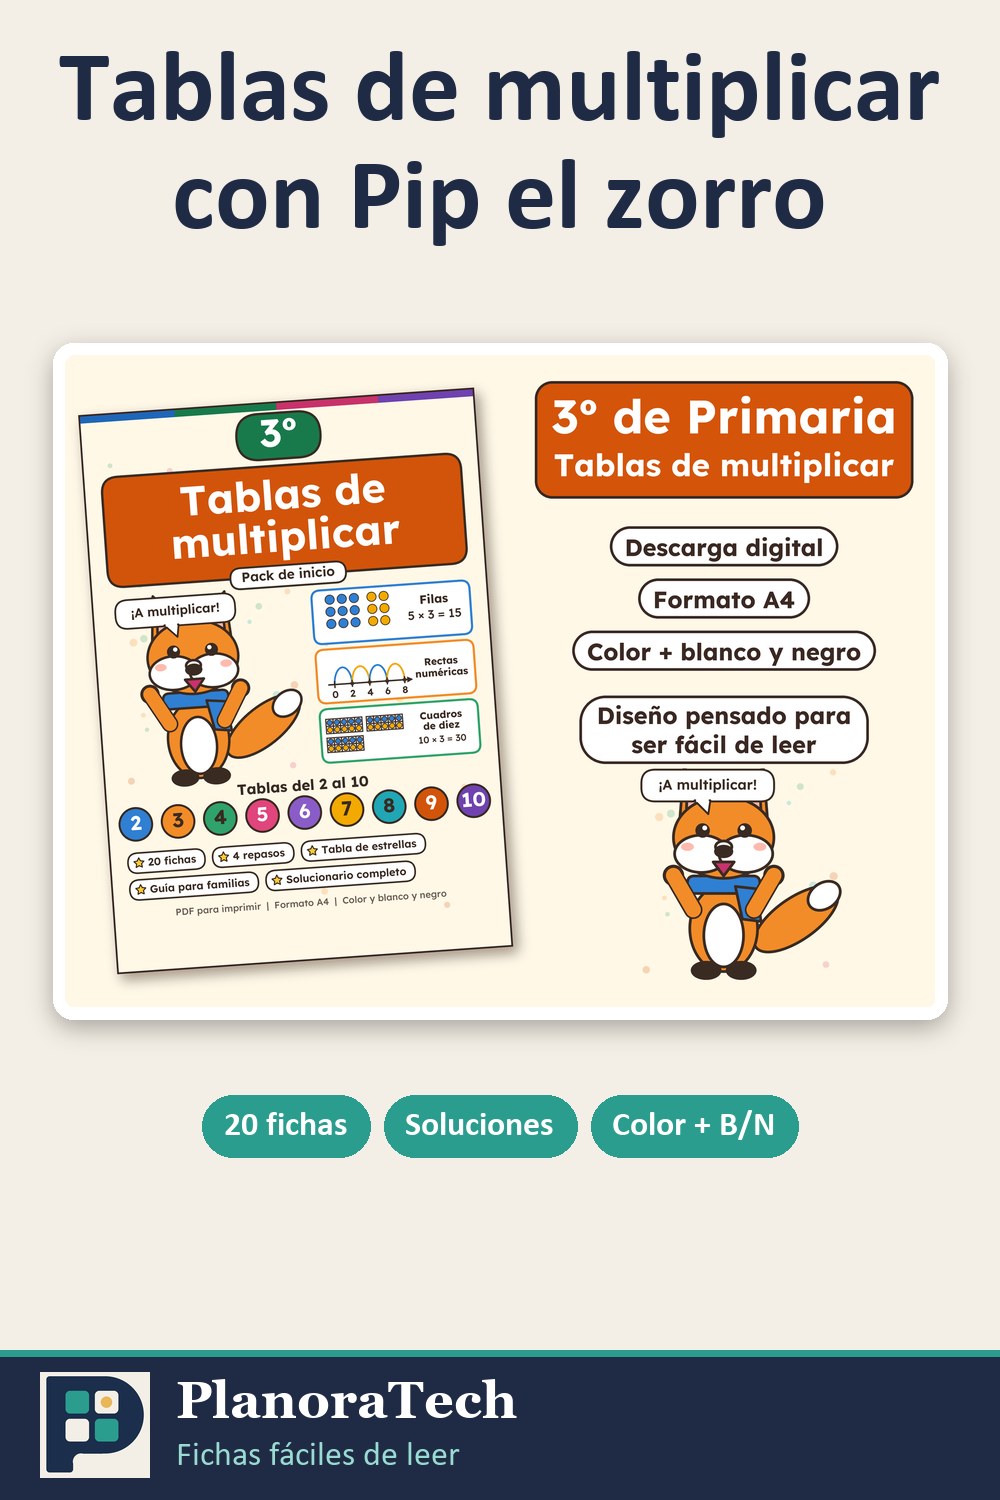 Tablas de multiplicar
con Pip el zorro
3º
Tablas de
multiplicar
Pack de inicio
¡A multiplicar!
Filas
5 × 3 = 15
Rectas
numéricas
0 2 4 6 8
Cuadros
de diez
10 × 3 = 30
Tablas del 2 al 10
2 3 4 5 6 7 8 9 10
20 fichas
4 repasos
Tabla de estrellas
Guía para familias
Solucionario completo
PDF para imprimir | Formato A4 | Color y blanco y negro
3º de Primaria
Tablas de multiplicar
Descarga digital
Formato A4
Color + blanco y negro
Diseño pensado para
ser fácil de leer
¡A multiplicar!
20 fichas
Soluciones
Color + B/N
PlanoraTech
Fichas fáciles de leer